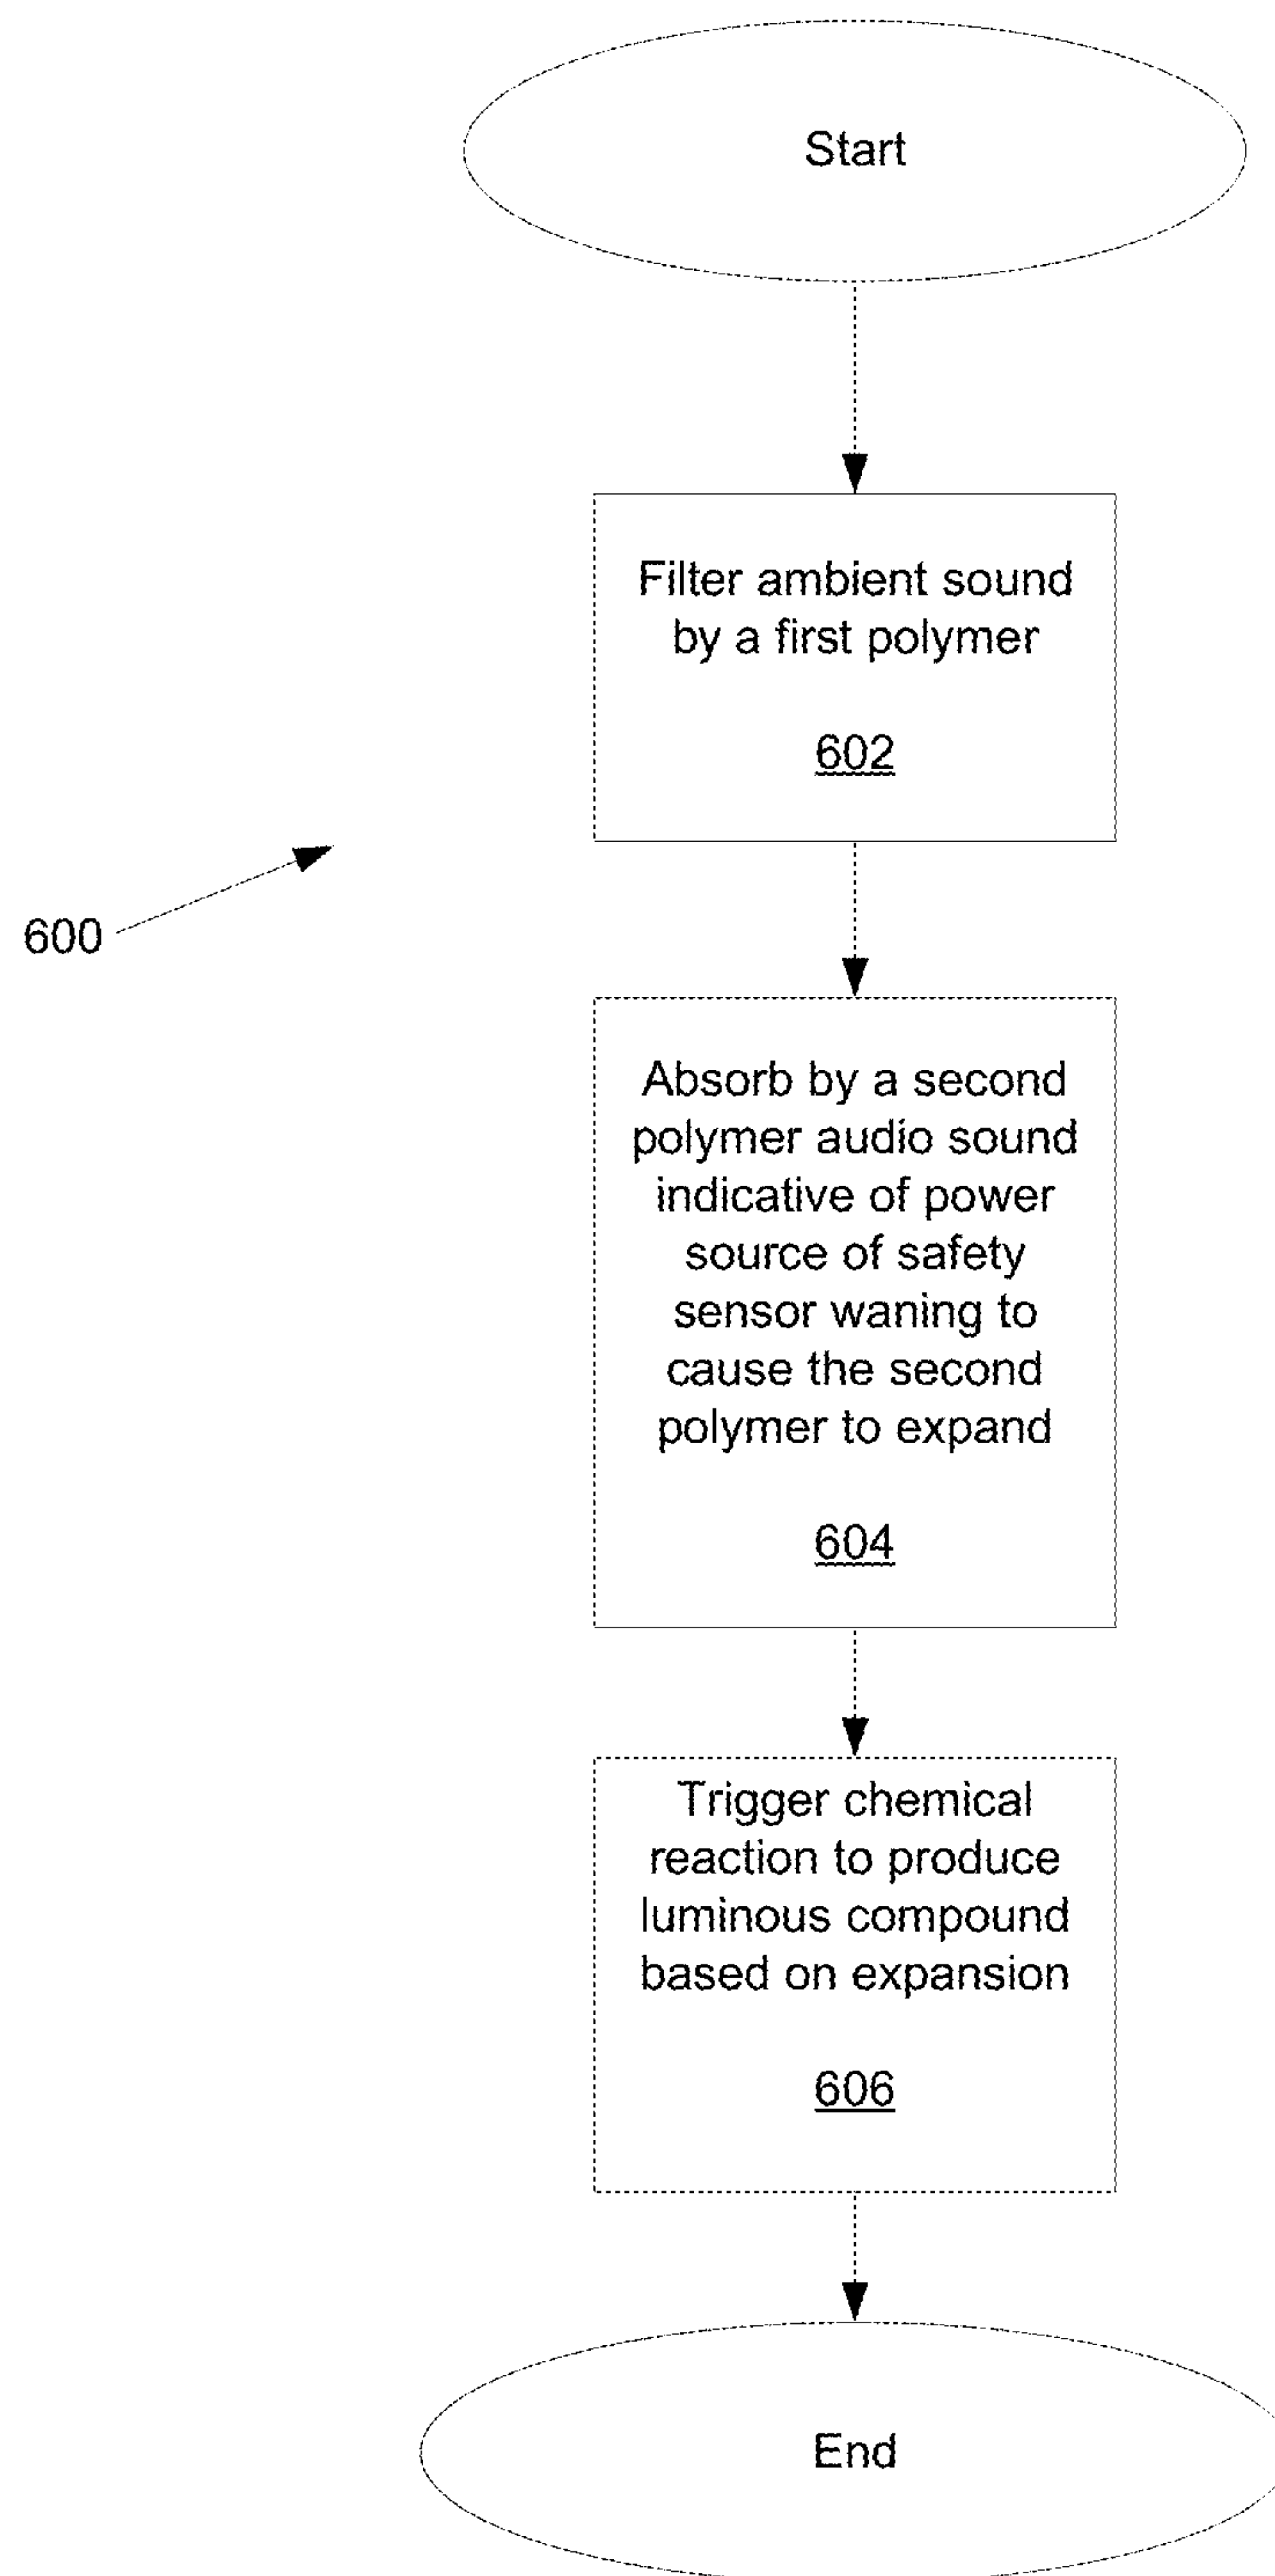 Start
Filter ambient sound
by a first polymer
602
600
Absorb by a second
polymer audio sound
indicative of power
source of safety
sensor waning to
cause the second
polymer to expand
604
Trigger chemical
reaction to produce
luminous compound
based on expansion
606
End